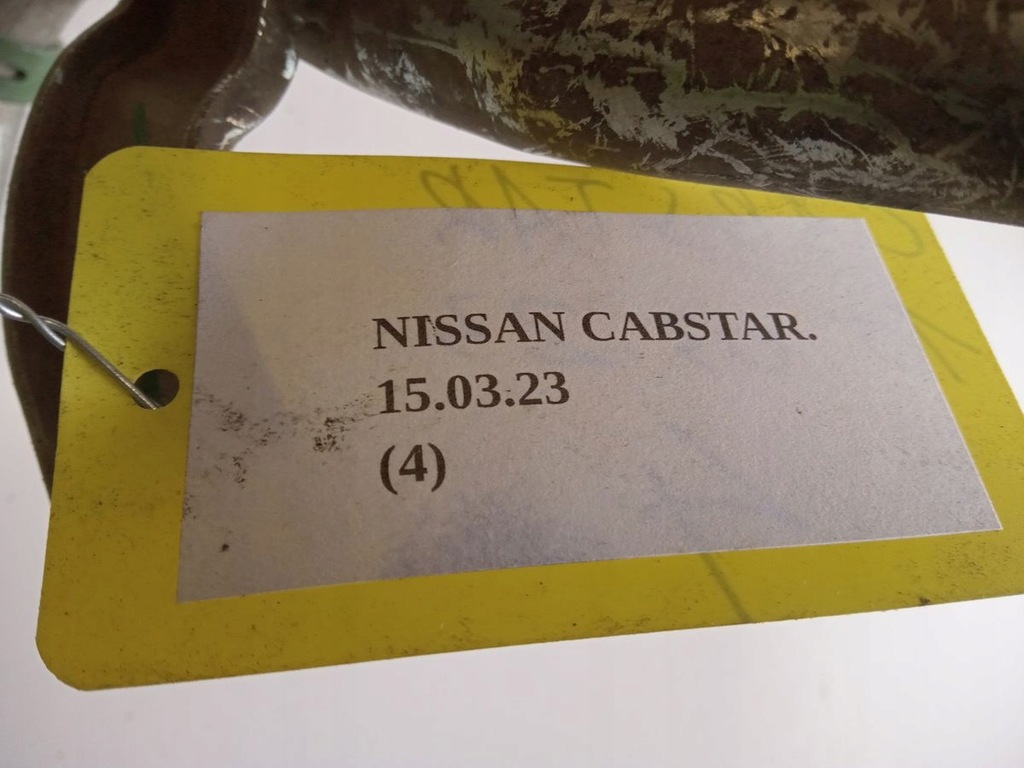 NISSAN CABSTAR.
15.03.23
(4)